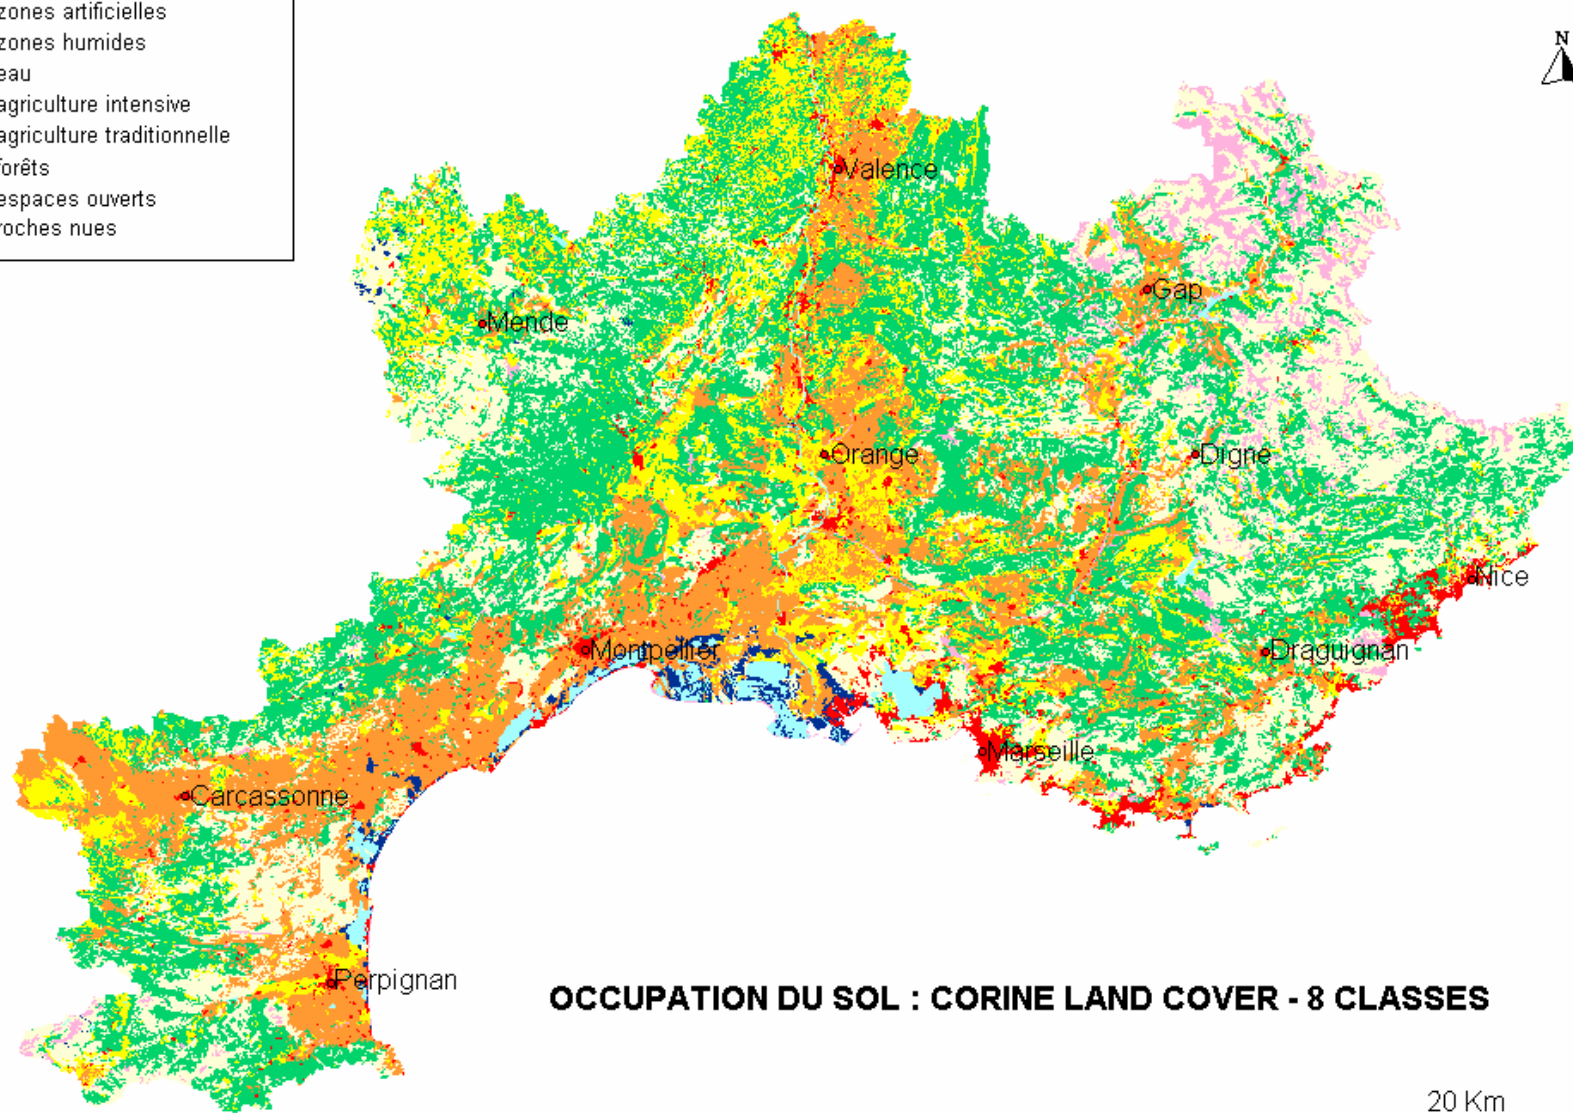 zones artificielles
zones humides
eau
agriculture intensive
agriculture traditionnelle
forêts
espaces ouverts
roches nues
N
Valence
Gap
Mende
Orange
Digne
Nice
Montpellier
Draguignan
Marseille
Carcassonne
Perpignan
OCCUPATION DU SOL : CORINE LAND COVER - 8 CLASSES
20 Km